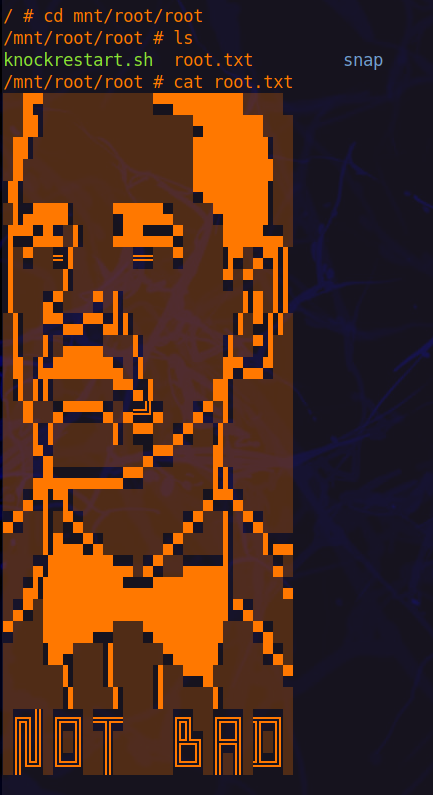 / # cd mnt/root/root
/mnt/root/root # ls
knockrestart.sh  root.txt         snap
/mnt/root/root # cat root.txt
NOT BAD